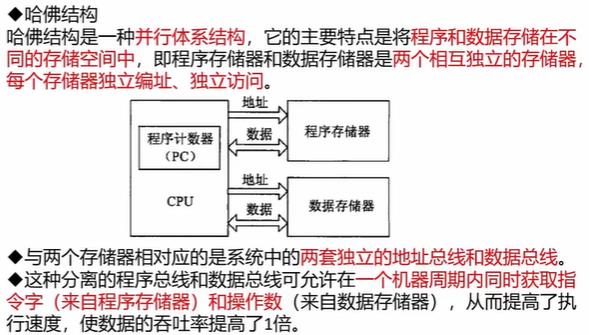 ◆哈佛结构
哈佛结构是一种并行体系结构，它的主要特点是将程序和数据存储在不
同的存储空间中，即程序存储器和数据存储器是两个相互独立的存储器，
每个存储器独立编址、独立访问。
地址
程序计数器
（PC）
数据
程序存储器
地址
CPU
数据
数据存储器
◆与两个存储器相对应的是系统中的两套独立的地址总线和数据总线。
◆这种分离的程序总线和数据总线可允许在一个机器周期内同时获取指
令字（来自程序存储器）和操作数（来自数据存储器），从而提高了执
行速度，使数据的吞吐率提高了1倍。